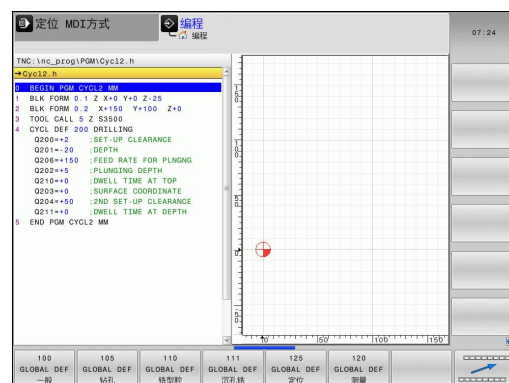 定位 MDI方式
编程
编程
07:24
TNC:\nc_prog\PGM\Cycl2.h
→Cycl2.h
0 BEGIN PGM CYCL2 MM
1 BLK FORM 0.1 Z X+0 Y+0 Z-25
2 BLK FORM 0.2 X+150 Y+100 Z+0
3 TOOL CALL 5 Z S3500
4 CYCL DEF 200 DRILLING
Q200=+2 ;SET-UP CLEARANCE
Q201=-20 ;DEPTH
Q206=+150 ;FEED RATE FOR PLNGNG
Q202=+5 ;PLUNGING DEPTH
Q210=+0 ;DWELL TIME AT TOP
Q203=+0 ;SURFACE COORDINATE
Q204=+50 ;2ND SET-UP CLEARANCE
Q211=+0 ;DWELL TIME AT DEPTH
5 END PGM CYCL2 MM
100 GLOBAL DEF 一般
105 GLOBAL DEF 钻孔
110 GLOBAL DEF 铣型腔
111 GLOBAL DEF 沉孔铣
125 GLOBAL DEF 定位
120 GLOBAL DEF 测量